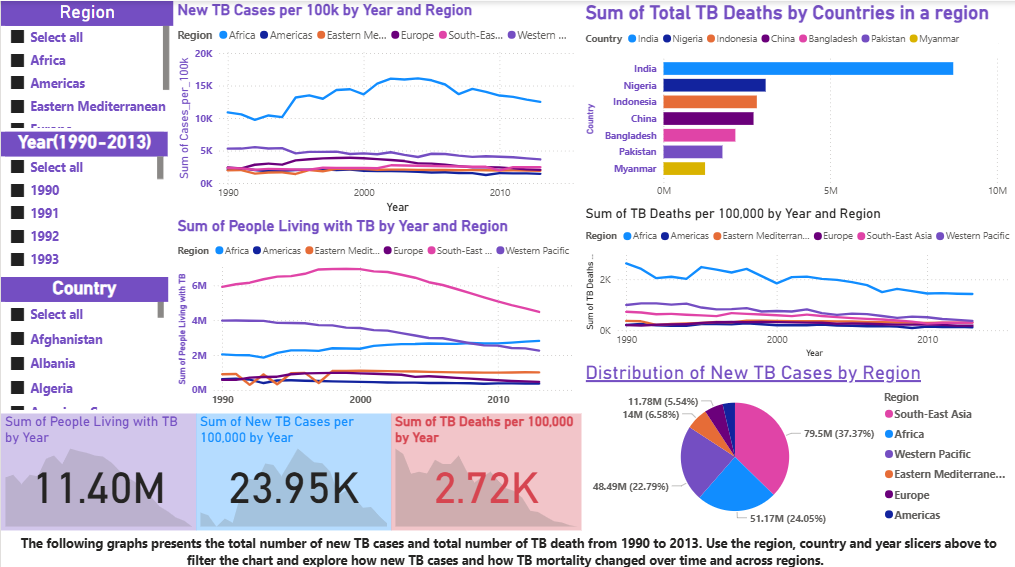 Region
Select all
Africa
Americas
Eastern Mediterranean
Year(1990-2013)
Select all
1990
1991
1992
1993
Country
Select all
Afghanistan
Albania
Algeria
New TB Cases per 100k by Year and Region
Region Africa Americas Eastern Me... Europe South-Eas... Western ...
Sum of Cases_per_100k
20K
15K
10K
5K
0K
1990 2000 2010
Year
Sum of People Living with TB by Year and Region
Region Africa Americas Eastern Medit... Europe South-East ... Western Pacific
Sum of People Living with TB
6M
4M
2M
0M
1990 2000 2010
Sum of Total TB Deaths by Countries in a region
Country India Nigeria Indonesia China Bangladesh Pakistan Myanmar
Country
India
Nigeria
Indonesia
China
Bangladesh
Pakistan
Myanmar
0M 5M 10M
Sum of TB Deaths per 100,000 by Year and Region
Region Africa Americas Eastern Mediterran... Europe South-East Asia Western Pacific
Sum of TB Deaths ...
2K
0K
1990 2000 2010
Year
Distribution of New TB Cases by Region
11.78M (5.54%)
14M (6.58%)
79.5M (37.37%)
48.49M (22.79%)
51.17M (24.05%)
Region
South-East Asia
Africa
Western Pacific
Eastern Mediterrane...
Europe
Americas
Sum of People Living with TB
by Year
11.40M
Sum of New TB Cases per
100,000 by Year
23.95K
Sum of TB Deaths per 100,000
by Year
2.72K
The following graphs presents the total number of new TB cases and total number of TB death from 1990 to 2013. Use the region, country and year slicers above to
filter the chart and explore how new TB cases and how TB mortality changed over time and across regions.